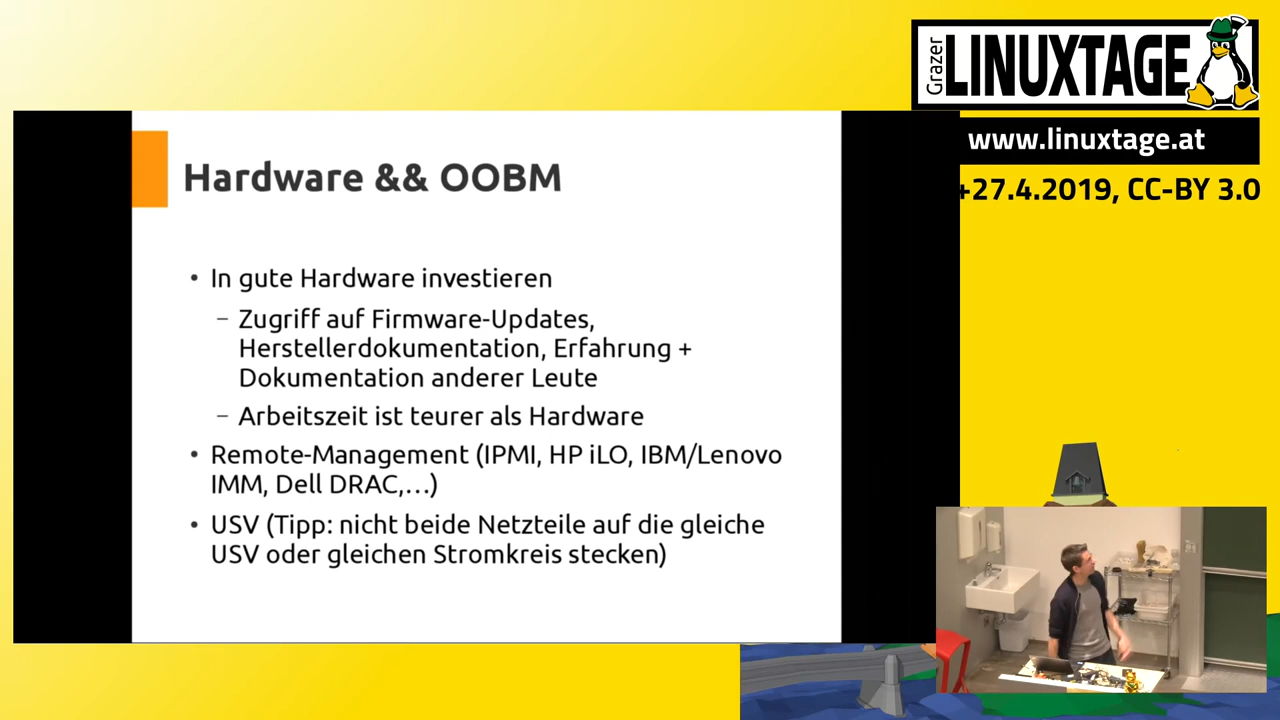 Grazer
LINUXTAGE
www.linuxtage.at
+27.4.2019, CC-BY 3.0
Hardware && OOBM
• In gute Hardware investieren
– Zugriff auf Firmware-Updates,
Herstellerdokumentation, Erfahrung +
Dokumentation anderer Leute
– Arbeitszeit ist teurer als Hardware
• Remote-Management (IPMI, HP iLO, IBM/Lenovo
IMM, Dell DRAC,…)
• USV (Tipp: nicht beide Netzteile auf die gleiche
USV oder gleichen Stromkreis stecken)